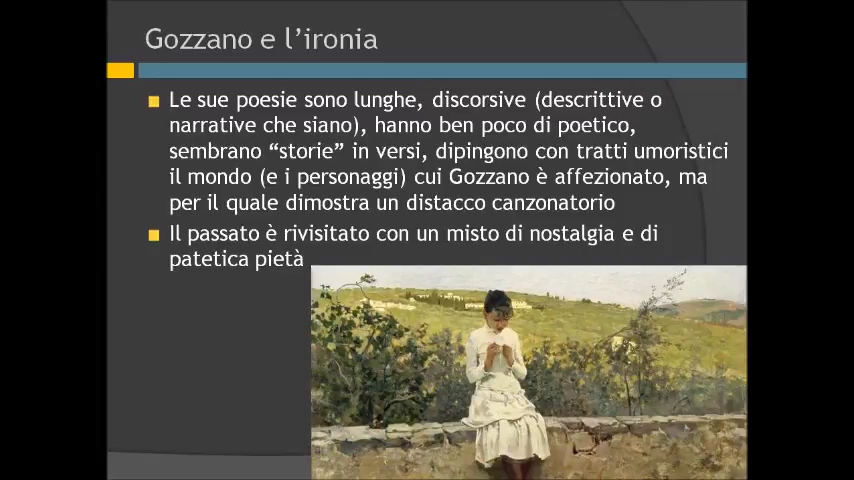 Gozzano e l'ironia
Le sue poesie sono lunghe, discorsive (descrittive o
narrative che siano), hanno ben poco di poetico,
sembrano “storie” in versi, dipingono con tratti umoristici
il mondo (e i personaggi) cui Gozzano è affezionato, ma
per il quale dimostra un distacco canzonatorio
Il passato è rivisitato con un misto di nostalgia e di
patetica pietà